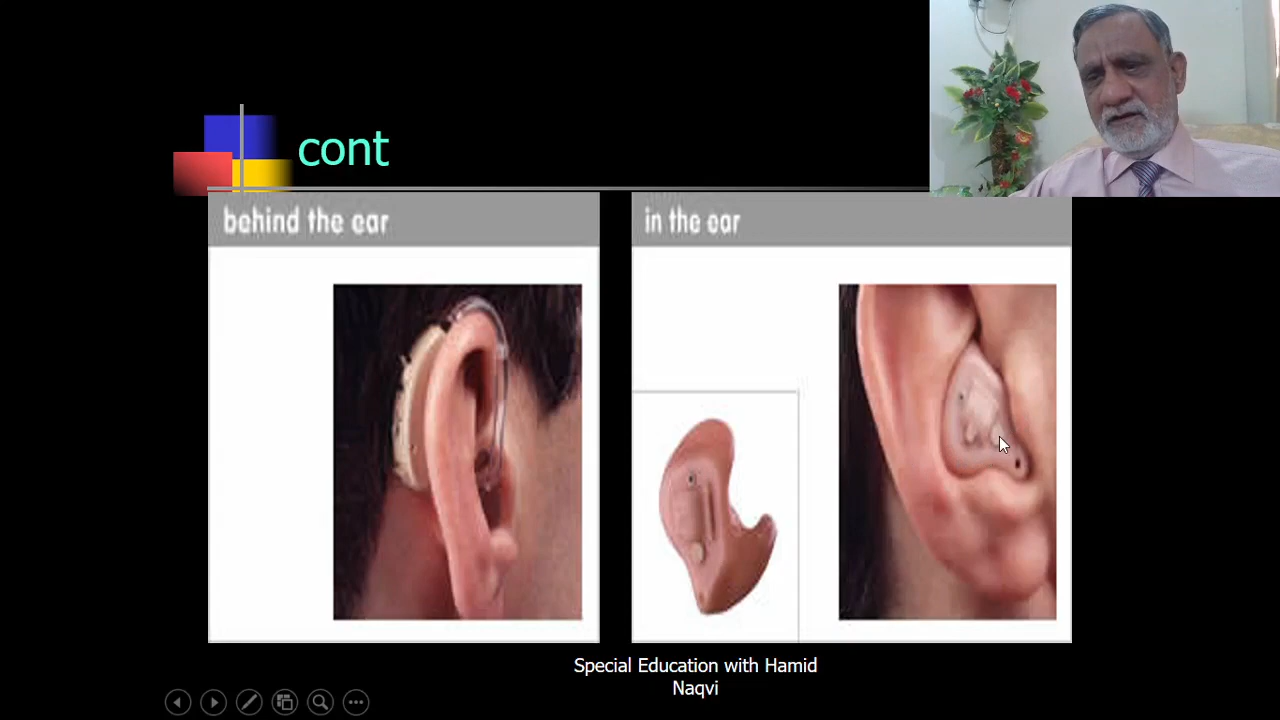 cont
behind the ear
in the ear
Special Education with Hamid
Naqvi